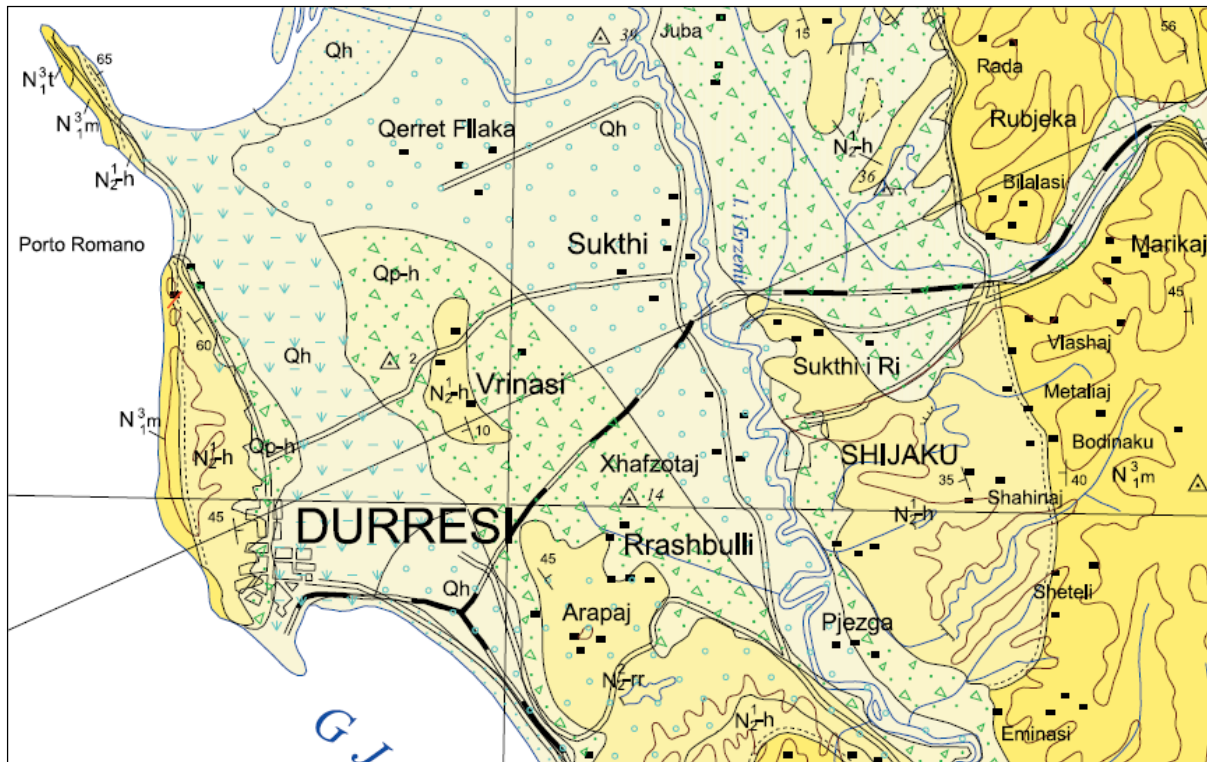 Juba
39
15
56
Qh
65
Rada
N₁³t
Rubjeka
N₁³m
Qerret Fllaka
Qh
N₂¹-h
36
N₂¹-h
Bilalasi
l. i Erzenit
Porto Romano
Sukthi
Marikaj
Qp-h
45
60
Qh
2
Vlashaj
Sukthi i Ri
N₂¹-h
Vrinasi
Metaliaj
N₁³m
10
Bodinaku
Qp-h
N₂¹-h
Xhafzotaj
SHIJAKU
N₁³m
35
40
14
Shahinaj
45
DURRESI
N₂¹-h
Rrashbulli
45
Qh
Arapaj
Sheteli
Pjezga
N₂²-rr
N₂¹-h
G J
Eminasi